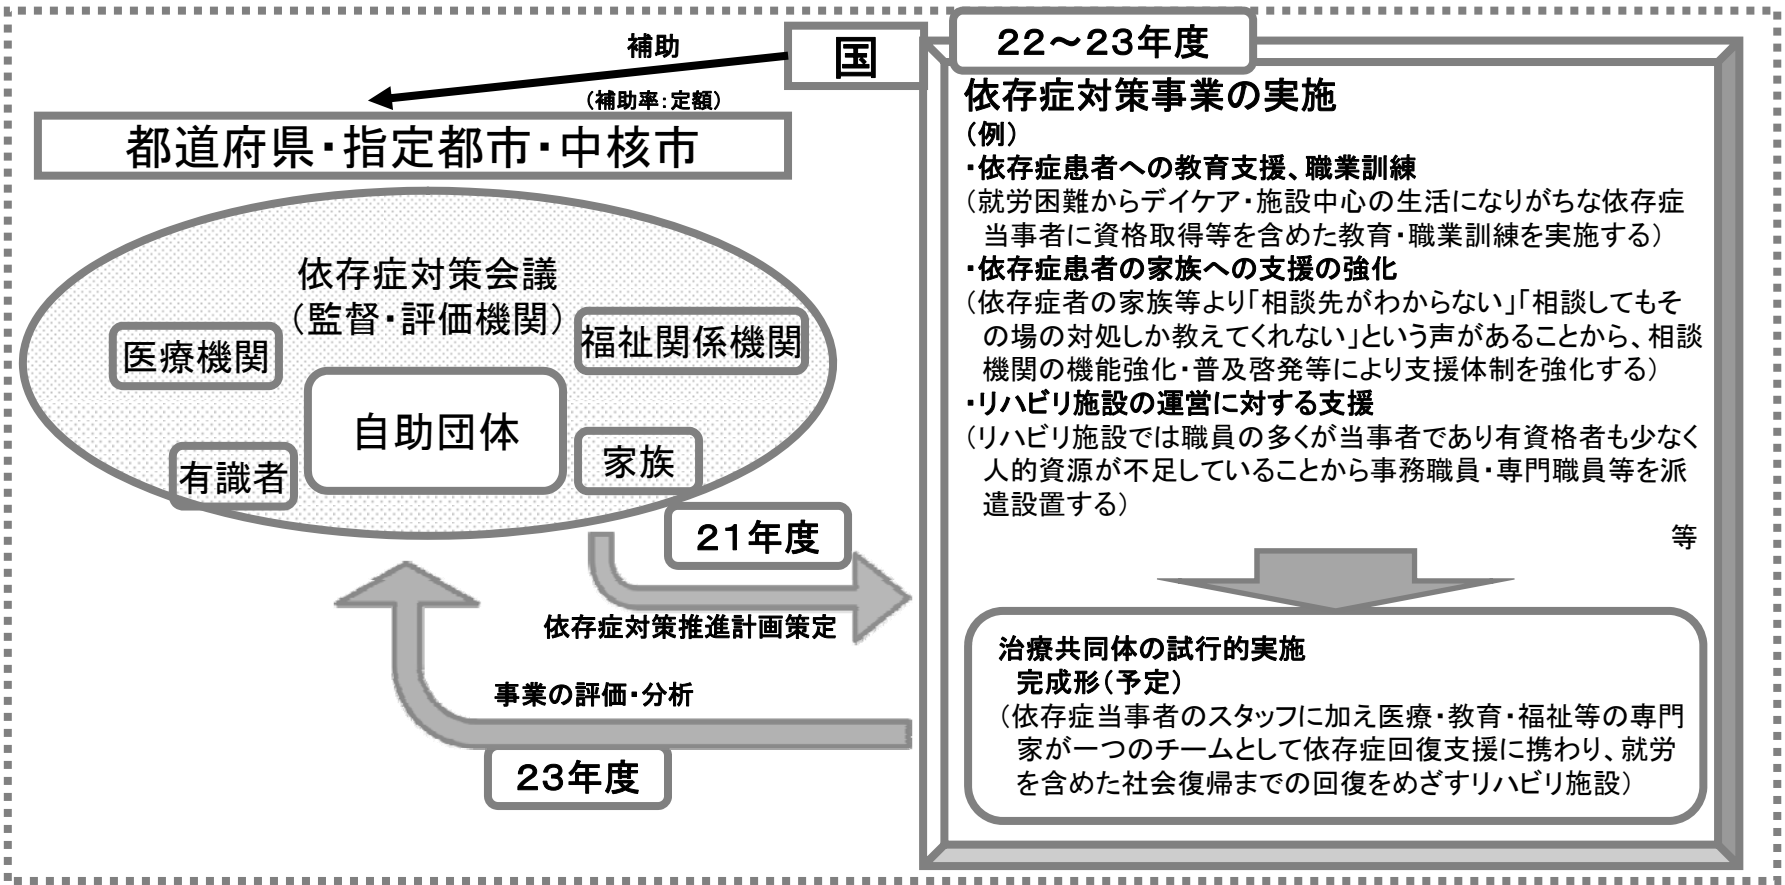 補助
国
(補助率:定額)
都道府県・指定都市・中核市
依存症対策会議
(監督・評価機関)
医療機関
福祉関係機関
自助団体
有識者
家族
21年度
依存症対策推進計画策定
事業の評価・分析
23年度
22～23年度
依存症対策事業の実施
(例)
・依存症患者への教育支援、職業訓練
(就労困難からデイケア・施設中心の生活になりがちな依存症
当事者に資格取得等を含めた教育・職業訓練を実施する)
・依存症患者の家族への支援の強化
(依存症者の家族等より「相談先がわからない」「相談してもそ
の場の対処しか教えてくれない」という声があることから、相談
機関の機能強化・普及啓発等により支援体制を強化する)
・リハビリ施設の運営に対する支援
(リハビリ施設では職員の多くが当事者であり有資格者も少なく
人的資源が不足していることから事務職員・専門職員等を派
遣設置する)
等
治療共同体の試行的実施
完成形(予定)
(依存症当事者のスタッフに加え医療・教育・福祉等の専門
家が一つのチームとして依存症回復支援に携わり、就労
を含めた社会復帰までの回復をめざすリハビリ施設)